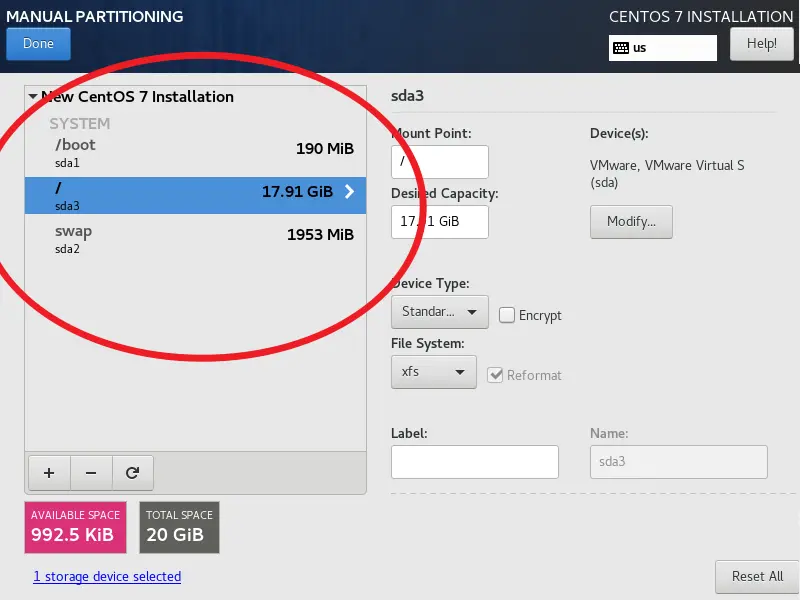 MANUAL PARTITIONING
CENTOS 7 INSTALLATION
Done
us
Help!
New CentOS 7 Installation
SYSTEM
/boot
190 MiB
sda1
/
17.91 GiB
sda3
swap
1953 MiB
sda2
sda3
Mount Point:
/
Device(s):
VMware, VMware Virtual S
(sda)
Desired Capacity:
17.91 GiB
Modify...
Device Type:
Standar...
Encrypt
File System:
xfs
Reformat
Label:
Name:
sda3
+ −
AVAILABLE SPACE
992.5 KiB
TOTAL SPACE
20 GiB
1 storage device selected
Reset All